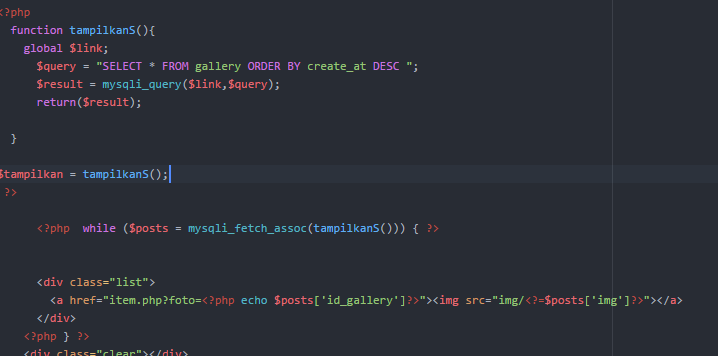 <?php
function tampilkanS(){
global $link;
$query = "SELECT * FROM gallery ORDER BY create_at DESC ";
$result = mysqli_query($link,$query);
return($result);
}
$tampilkan = tampilkanS();
?>
<?php  while ($posts = mysqli_fetch_assoc(tampilkanS())) { ?>
<div class="list">
<a href="item.php?foto=<?php echo $posts['id_gallery']?>"><img src="img/<?=$posts['img']?>"></a>
</div>
<?php } ?>
<div class="clear"></div>